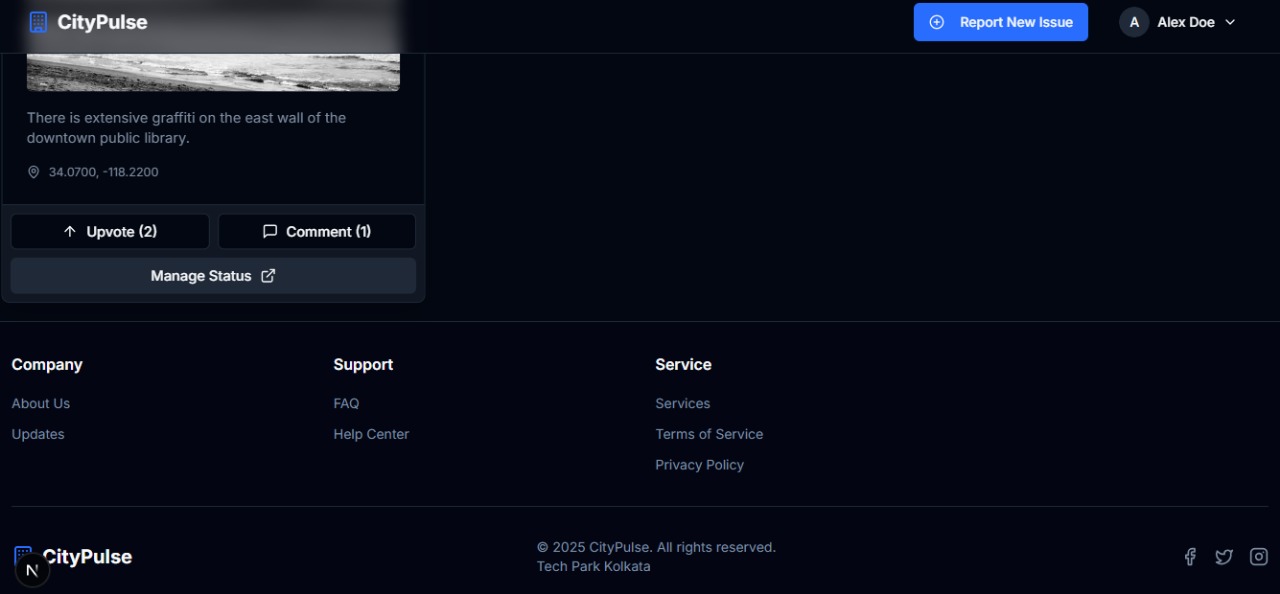 CityPulse
Report New Issue
A
Alex Doe
There is extensive graffiti on the east wall of the
downtown public library.
34.0700, -118.2200
Upvote (2)
Comment (1)
Manage Status
Company
Support
Service
About Us
FAQ
Services
Updates
Help Center
Terms of Service
Privacy Policy
CityPulse
N
© 2025 CityPulse. All rights reserved.
Tech Park Kolkata